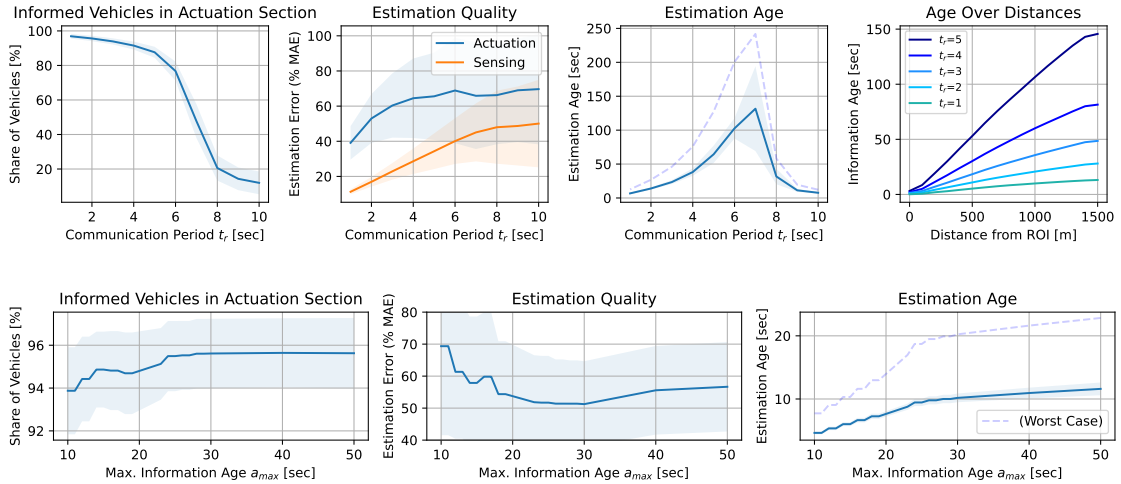 Informed Vehicles in Actuation Section
Share of Vehicles [%]
100
80
60
40
20
2 4 6 8 10
Communication Period t_r [sec]
Estimation Quality
Estimation Error (% MAE)
100
80
60
40
20
Actuation
Sensing
2 4 6 8 10
Communication Period t_r [sec]
Estimation Age
Estimation Age [sec]
250
200
150
100
50
0
2 4 6 8 10
Communication Period t_r [sec]
Age Over Distances
Information Age [sec]
150
100
50
0
t_r=5
t_r=4
t_r=3
t_r=2
t_r=1
0 500 1000 1500
Distance from ROI [m]
Informed Vehicles in Actuation Section
Share of Vehicles [%]
96
94
92
10 20 30 40 50
Max. Information Age a_max [sec]
Estimation Quality
Estimation Error (% MAE)
80
70
60
50
40
10 20 30 40 50
Max. Information Age a_max [sec]
Estimation Age
Estimation Age [sec]
20
10
(Worst Case)
10 20 30 40 50
Max. Information Age a_max [sec]